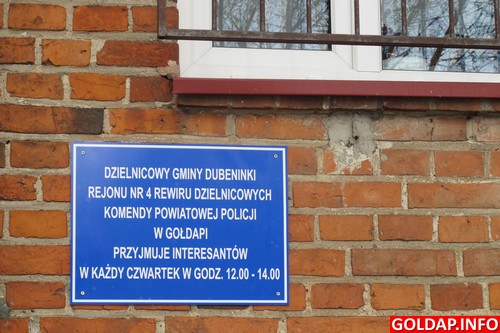 DZIELNICOWY GMINY DUBENINKI
REJONU NR 4 REWIRU DZIELNICOWYCH
KOMENDY POWIATOWEJ POLICJI
W GOŁDAPI
PRZYJMUJE INTERESANTÓW
W KAŻDY CZWARTEK W GODZ. 12.00 - 14.00
GOLDAP.INFO